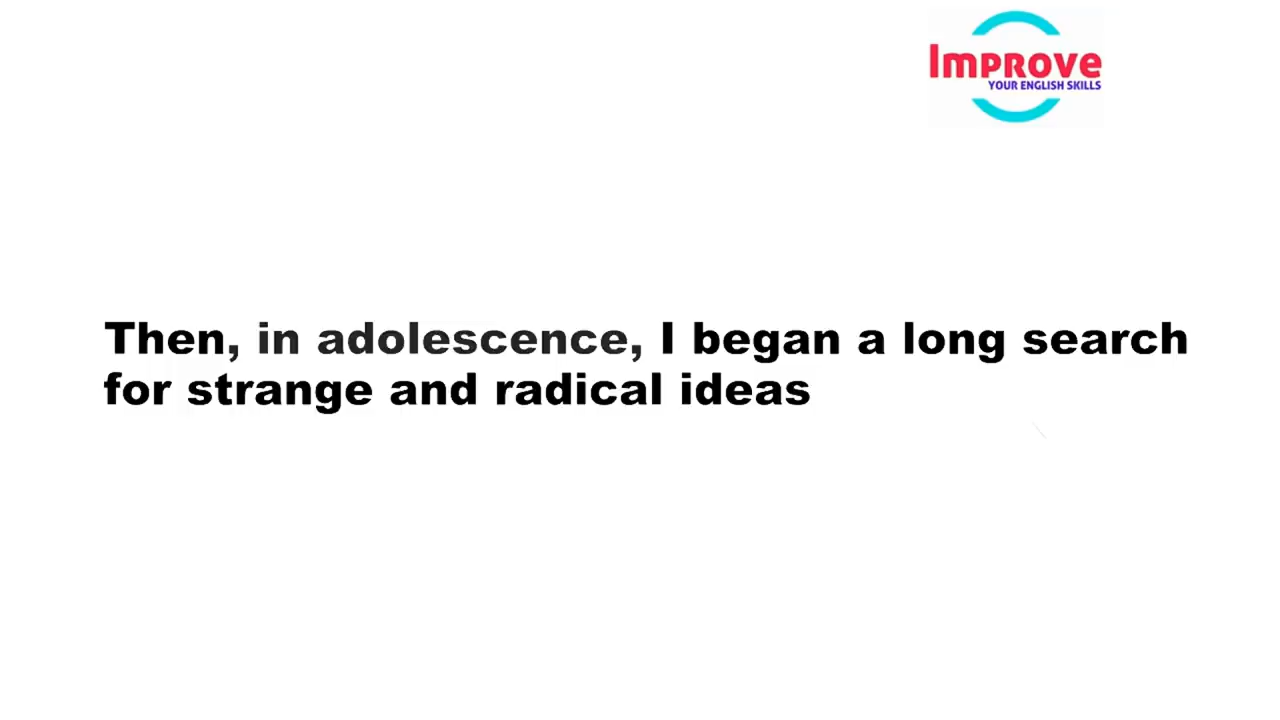 Improve
YOUR ENGLISH SKILLS
Then, in adolescence, I began a long search
for strange and radical ideas